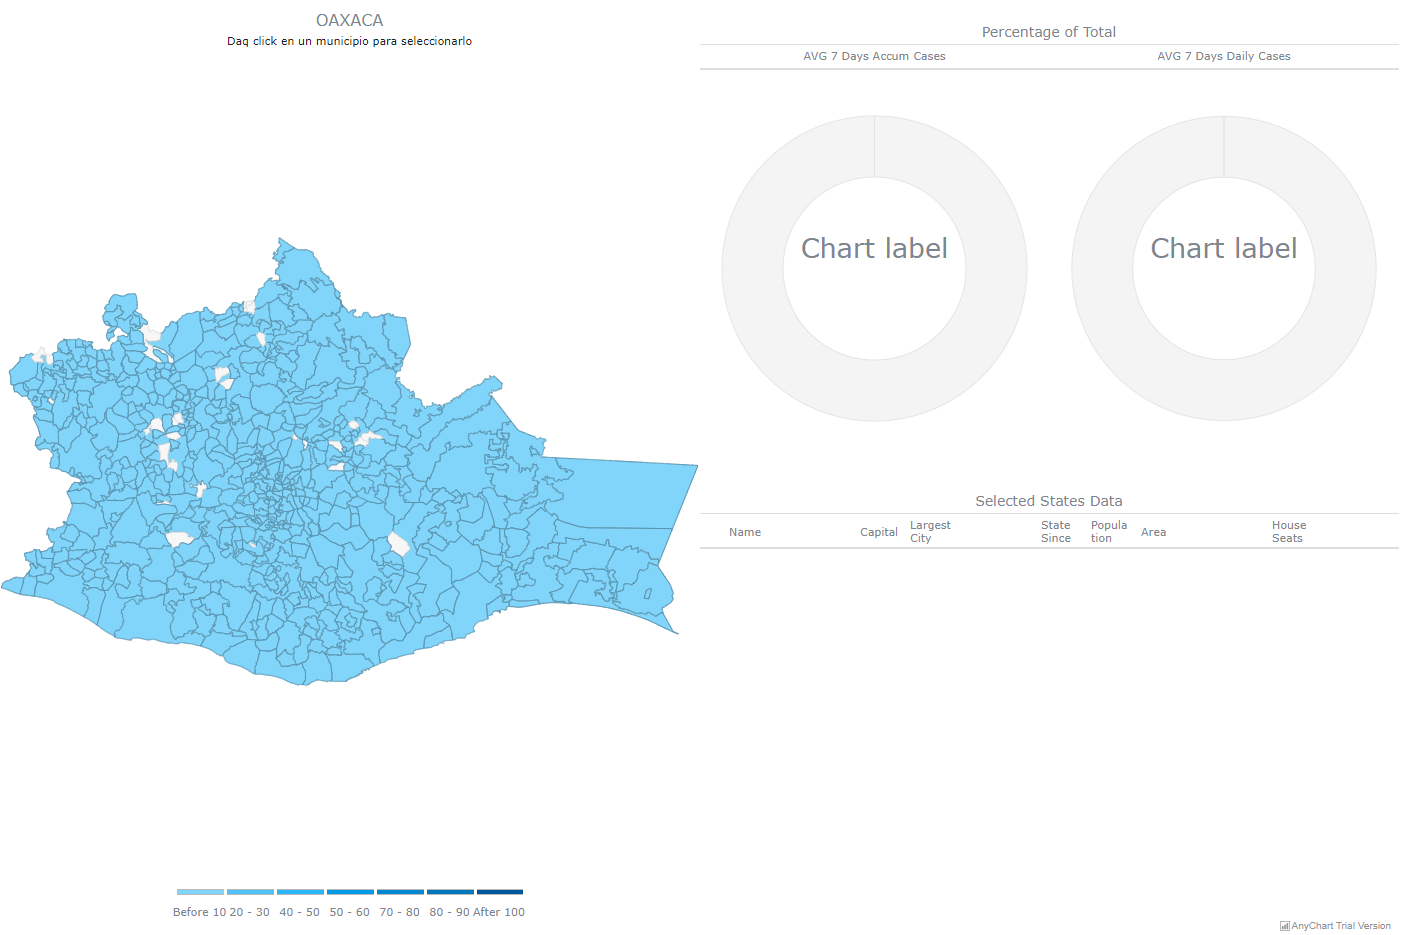 OAXACA
Daq click en un municipio para seleccionarlo
Percentage of Total
AVG 7 Days Accum Cases
AVG 7 Days Daily Cases
Chart label
Chart label
Selected States Data
Name
Capital
Largest
City
State
Since
Popula
tion
Area
House
Seats
Before 10 20 - 30 40 - 50 50 - 60 70 - 80 80 - 90 After 100
AnyChart Trial Version